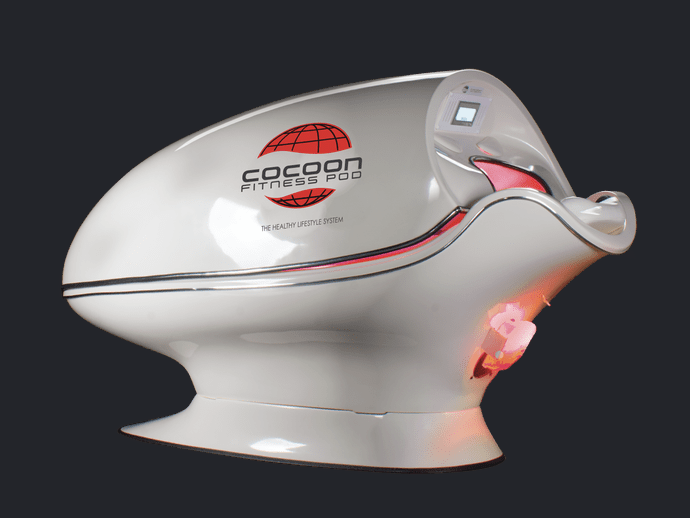 COCOON
FITNESS POD
THE HEALTHY LIFESTYLE SYSTEM